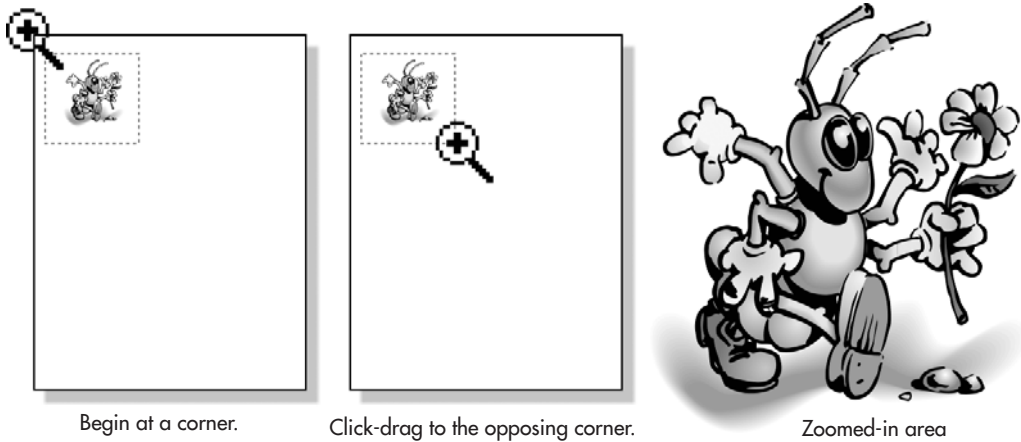 Begin at a corner.
Click-drag to the opposing corner.
Zoomed-in area